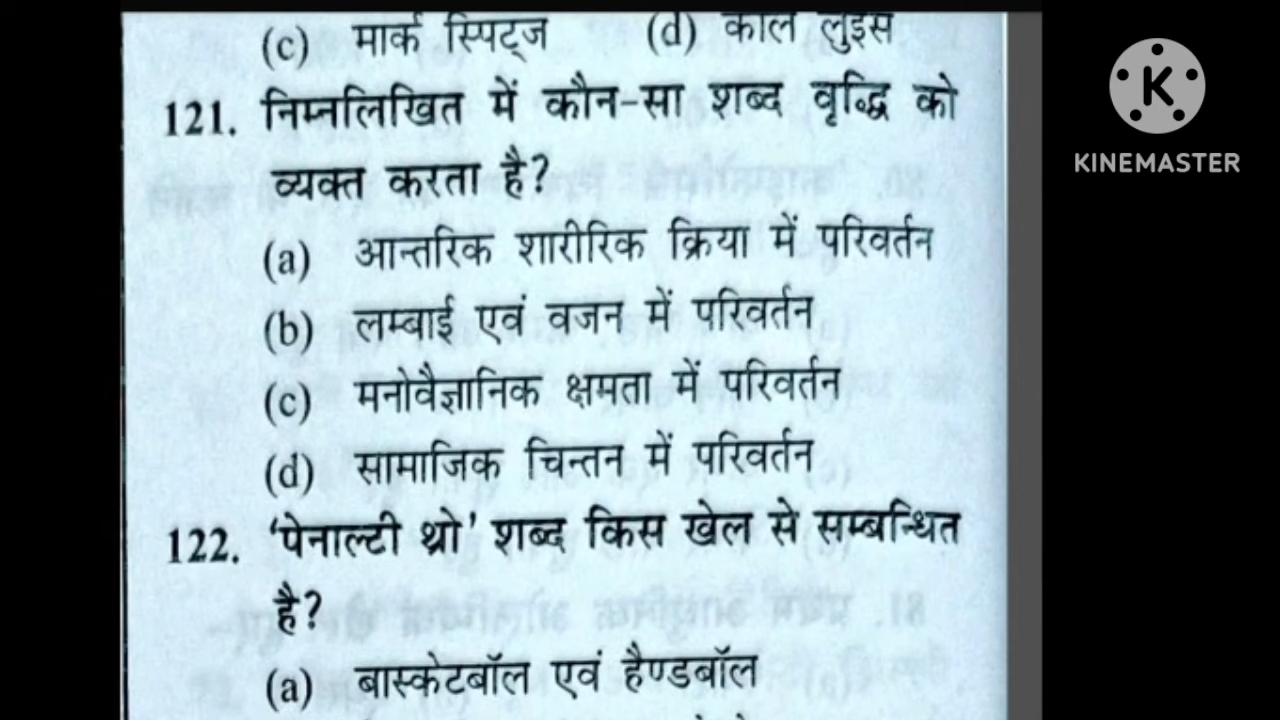 (c) मार्क स्पिट्ज (d) कार्ल लुइस
121. निम्नलिखित में कौन-सा शब्द वृद्धि को
व्यक्त करता है?
(a) आन्तरिक शारीरिक क्रिया में परिवर्तन
(b) लम्बाई एवं वजन में परिवर्तन
(c) मनोवैज्ञानिक क्षमता में परिवर्तन
(d) सामाजिक चिन्तन में परिवर्तन
122. 'पेनाल्टी थ्रो' शब्द किस खेल से सम्बन्धित
है?
(a) बास्केटबॉल एवं हैण्डबॉल
KINEMASTER